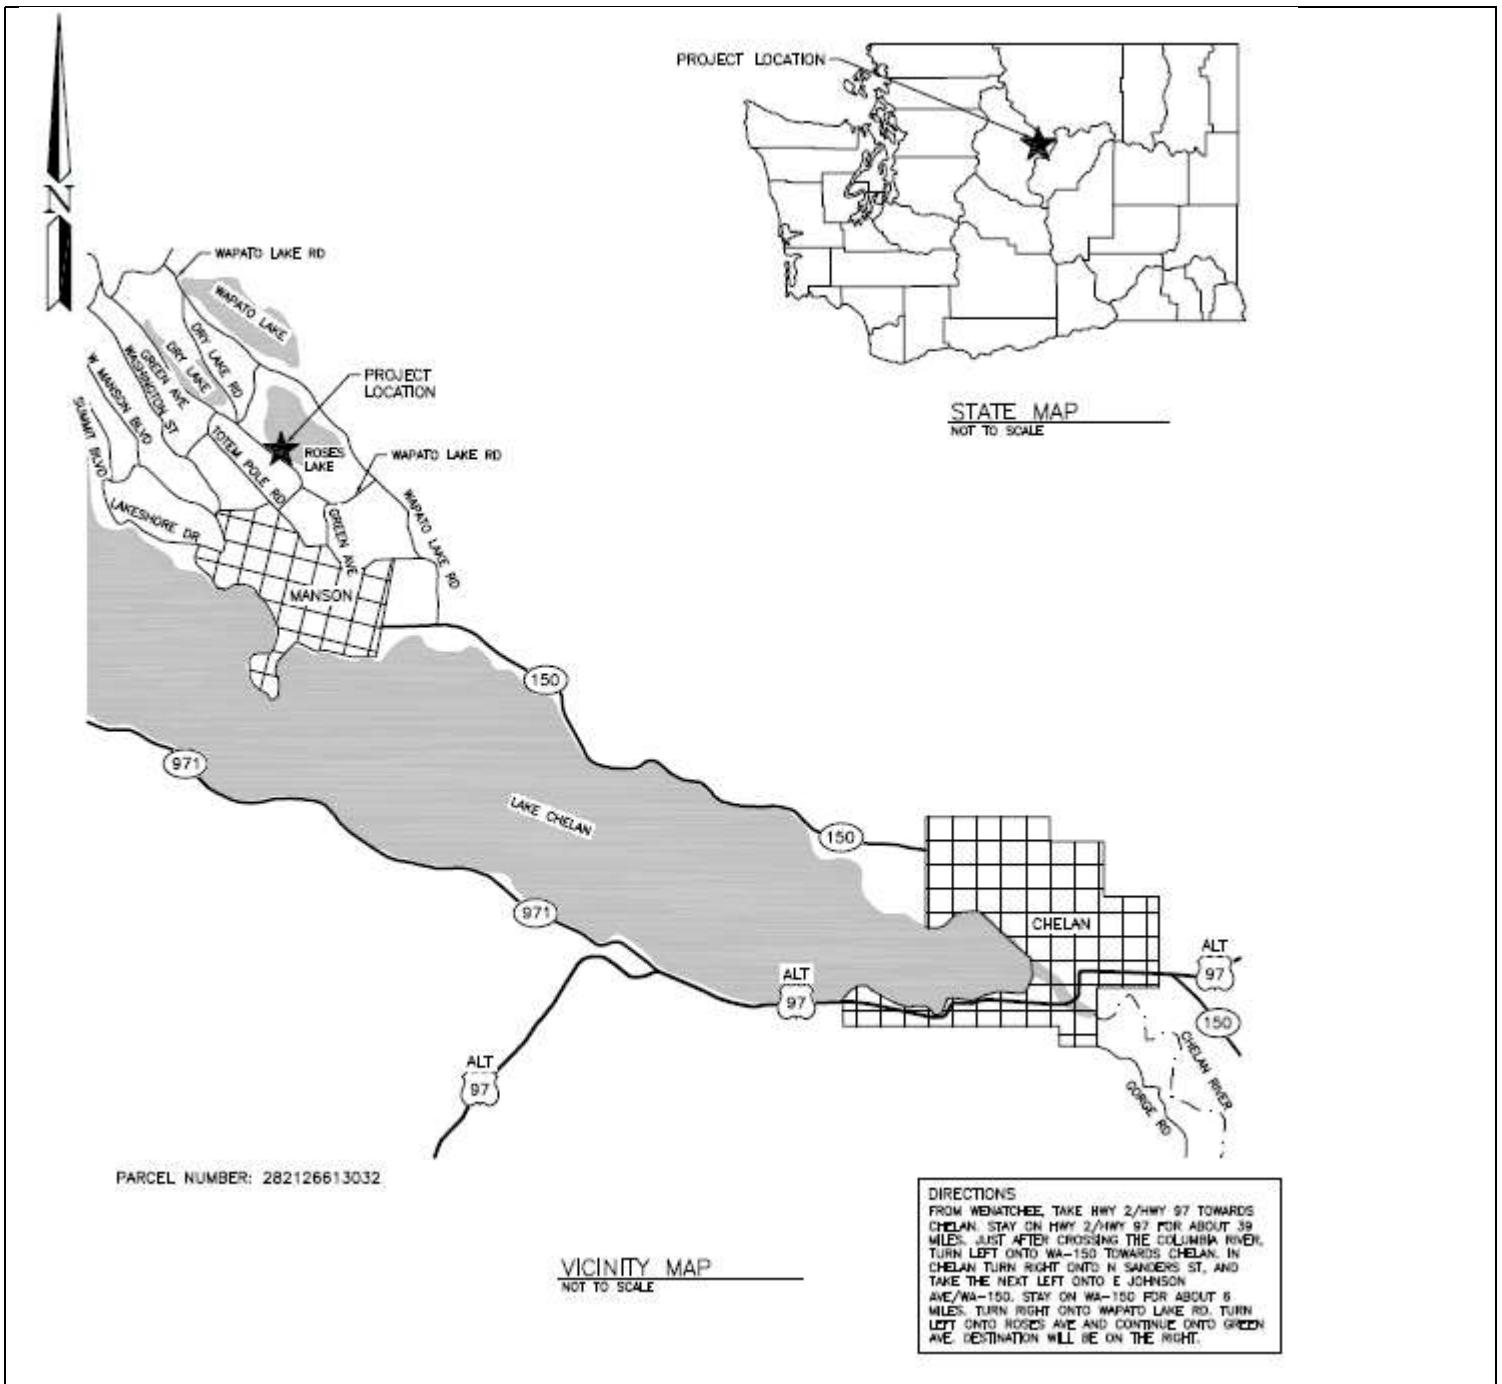 PROJECT LOCATION
N
WAPATO LAKE RD
WAPATO LAKE
DRY LAKE RD
DRY LAKE
GREEN AVE
WASHINGTON ST
W MANSON BLVD
SUMMIT BLVD
PROJECT
LOCATION
STATE MAP
NOT TO SCALE
TOTEM POLE RD
ROSES
LAKE
WAPATO LAKE RD
WAPATO LAKE RD
LAKESHORE DR
GREEN AVE
MANSON
150
971
LAKE CHELAN
150
971
CHELAN
ALT
97
ALT
97
150
CHELAN RIVER
GORGE RD
ALT
97
PARCEL NUMBER: 282126613032
VICINITY MAP
NOT TO SCALE
DIRECTIONS
FROM WENATCHEE, TAKE HWY 2/HWY 97 TOWARDS
CHELAN. STAY ON HWY 2/HWY 97 FOR ABOUT 39
MILES. JUST AFTER CROSSING THE COLUMBIA RIVER,
TURN LEFT ONTO WA-150 TOWARDS CHELAN. IN
CHELAN TURN RIGHT ONTO N SANDERS ST, AND
TAKE THE NEXT LEFT ONTO E JOHNSON
AVE/WA-150. STAY ON WA-150 FOR ABOUT 6
MILES. TURN RIGHT ONTO WAPATO LAKE RD. TURN
LEFT ONTO ROSES AVE AND CONTINUE ONTO GREEN
AVE. DESTINATION WILL BE ON THE RIGHT.